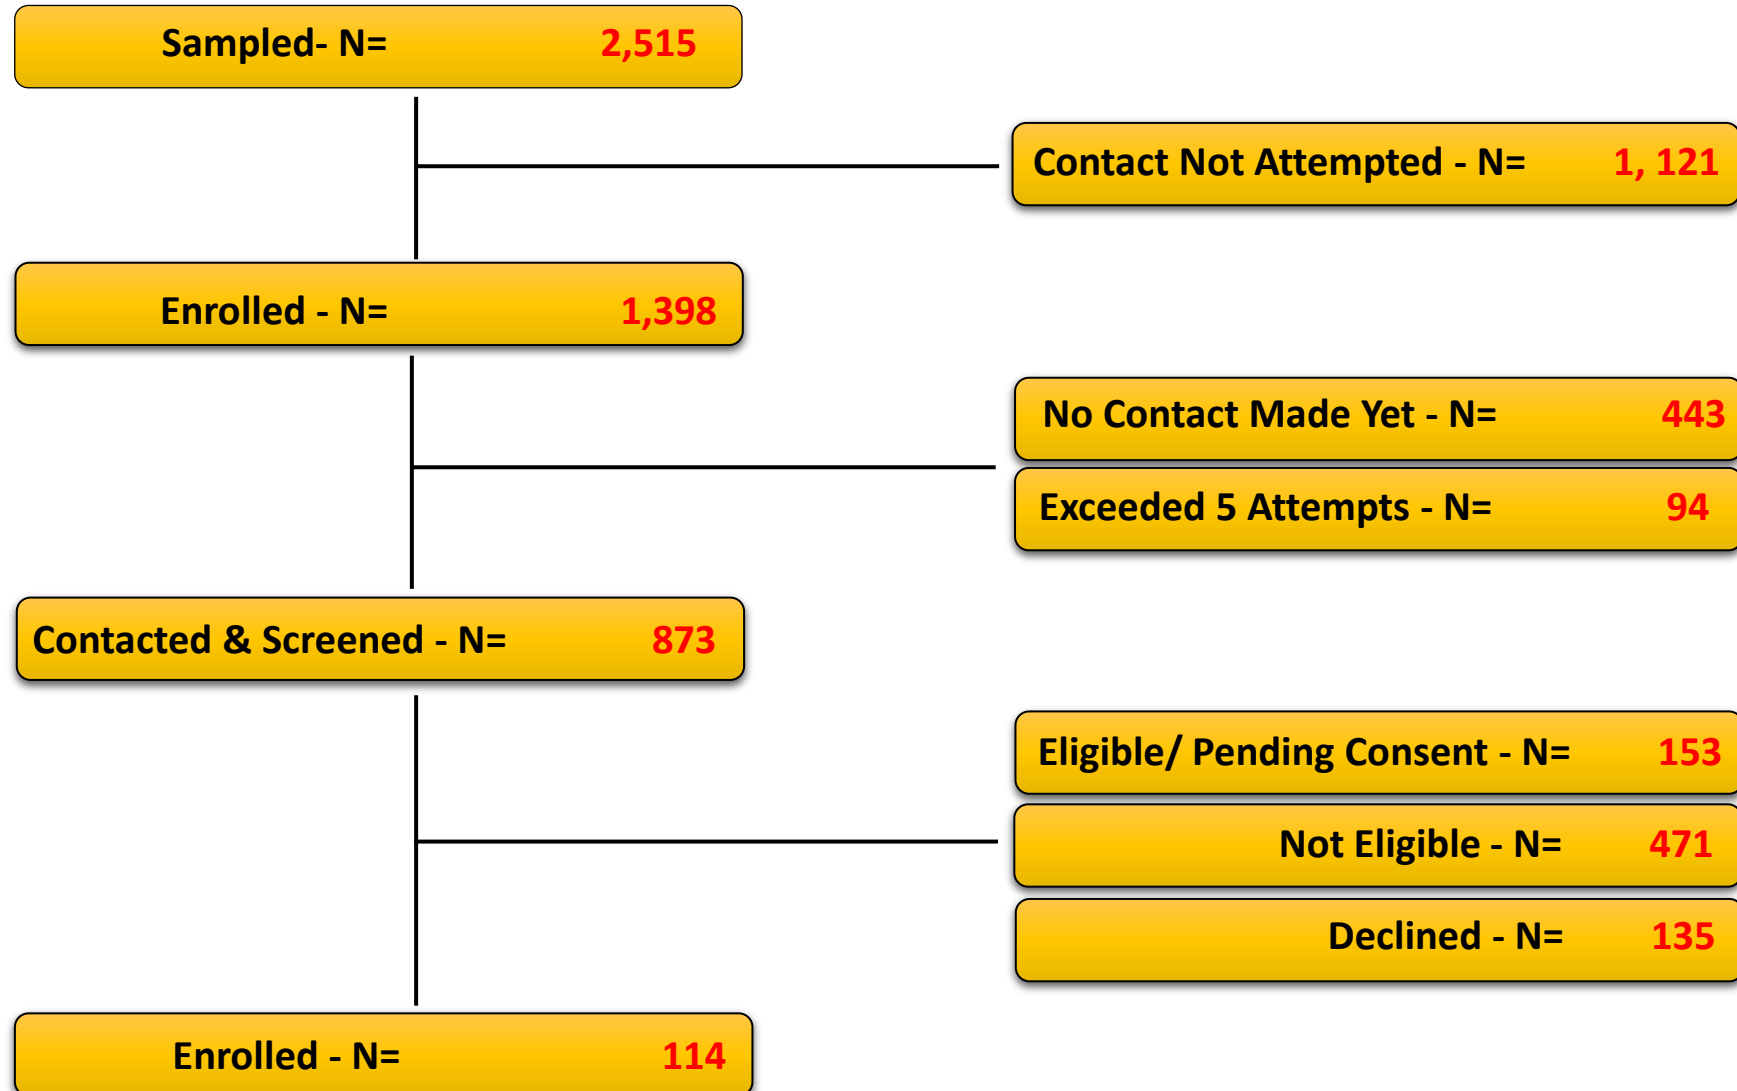 Sampled- N= 2,515
Contact Not Attempted - N= 1, 121
Enrolled - N= 1,398
No Contact Made Yet - N= 443
Exceeded 5 Attempts - N= 94
Contacted & Screened - N= 873
Eligible/ Pending Consent - N= 153
Not Eligible - N= 471
Declined - N= 135
Enrolled - N= 114